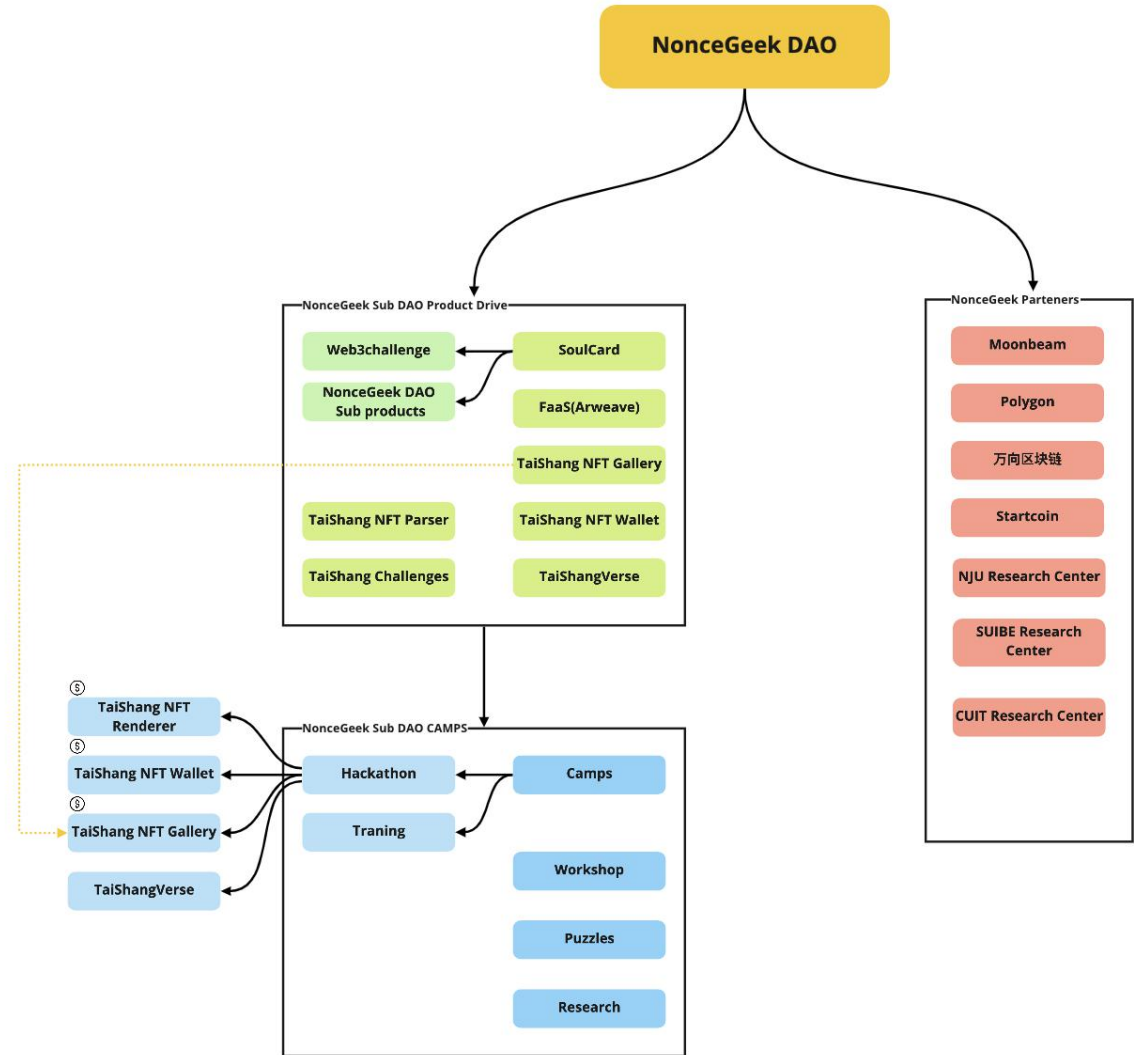 NonceGeek DAO
NonceGeek Sub DAO Product Drive
Web3challenge
SoulCard
NonceGeek DAO
Sub products
FaaS(Arweave)
TaiShang NFT Gallery
TaiShang NFT Parser
TaiShang NFT Wallet
TaiShang Challenges
TaiShangVerse
NonceGeek Parteners
Moonbeam
Polygon
万向区块链
Startcoin
NJU Research Center
SUIBE Research
Center
CUIT Research Center
$
TaiShang NFT
Renderer
$
TaiShang NFT Wallet
$
TaiShang NFT Gallery
TaiShangVerse
NonceGeek Sub DAO CAMPS
Hackathon
Camps
Traning
Workshop
Puzzles
Research